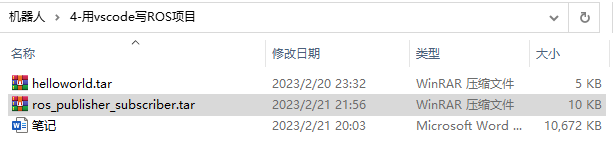 机器人 › 4-用vscode写ROS项目
名称 修改日期 类型 大小
helloworld.tar 2023/2/20 23:32 WinRAR 压缩文件 5 KB
ros_publisher_subscriber.tar 2023/2/21 21:56 WinRAR 压缩文件 10 KB
笔记 2023/2/21 20:03 Microsoft Word ... 10,672 KB